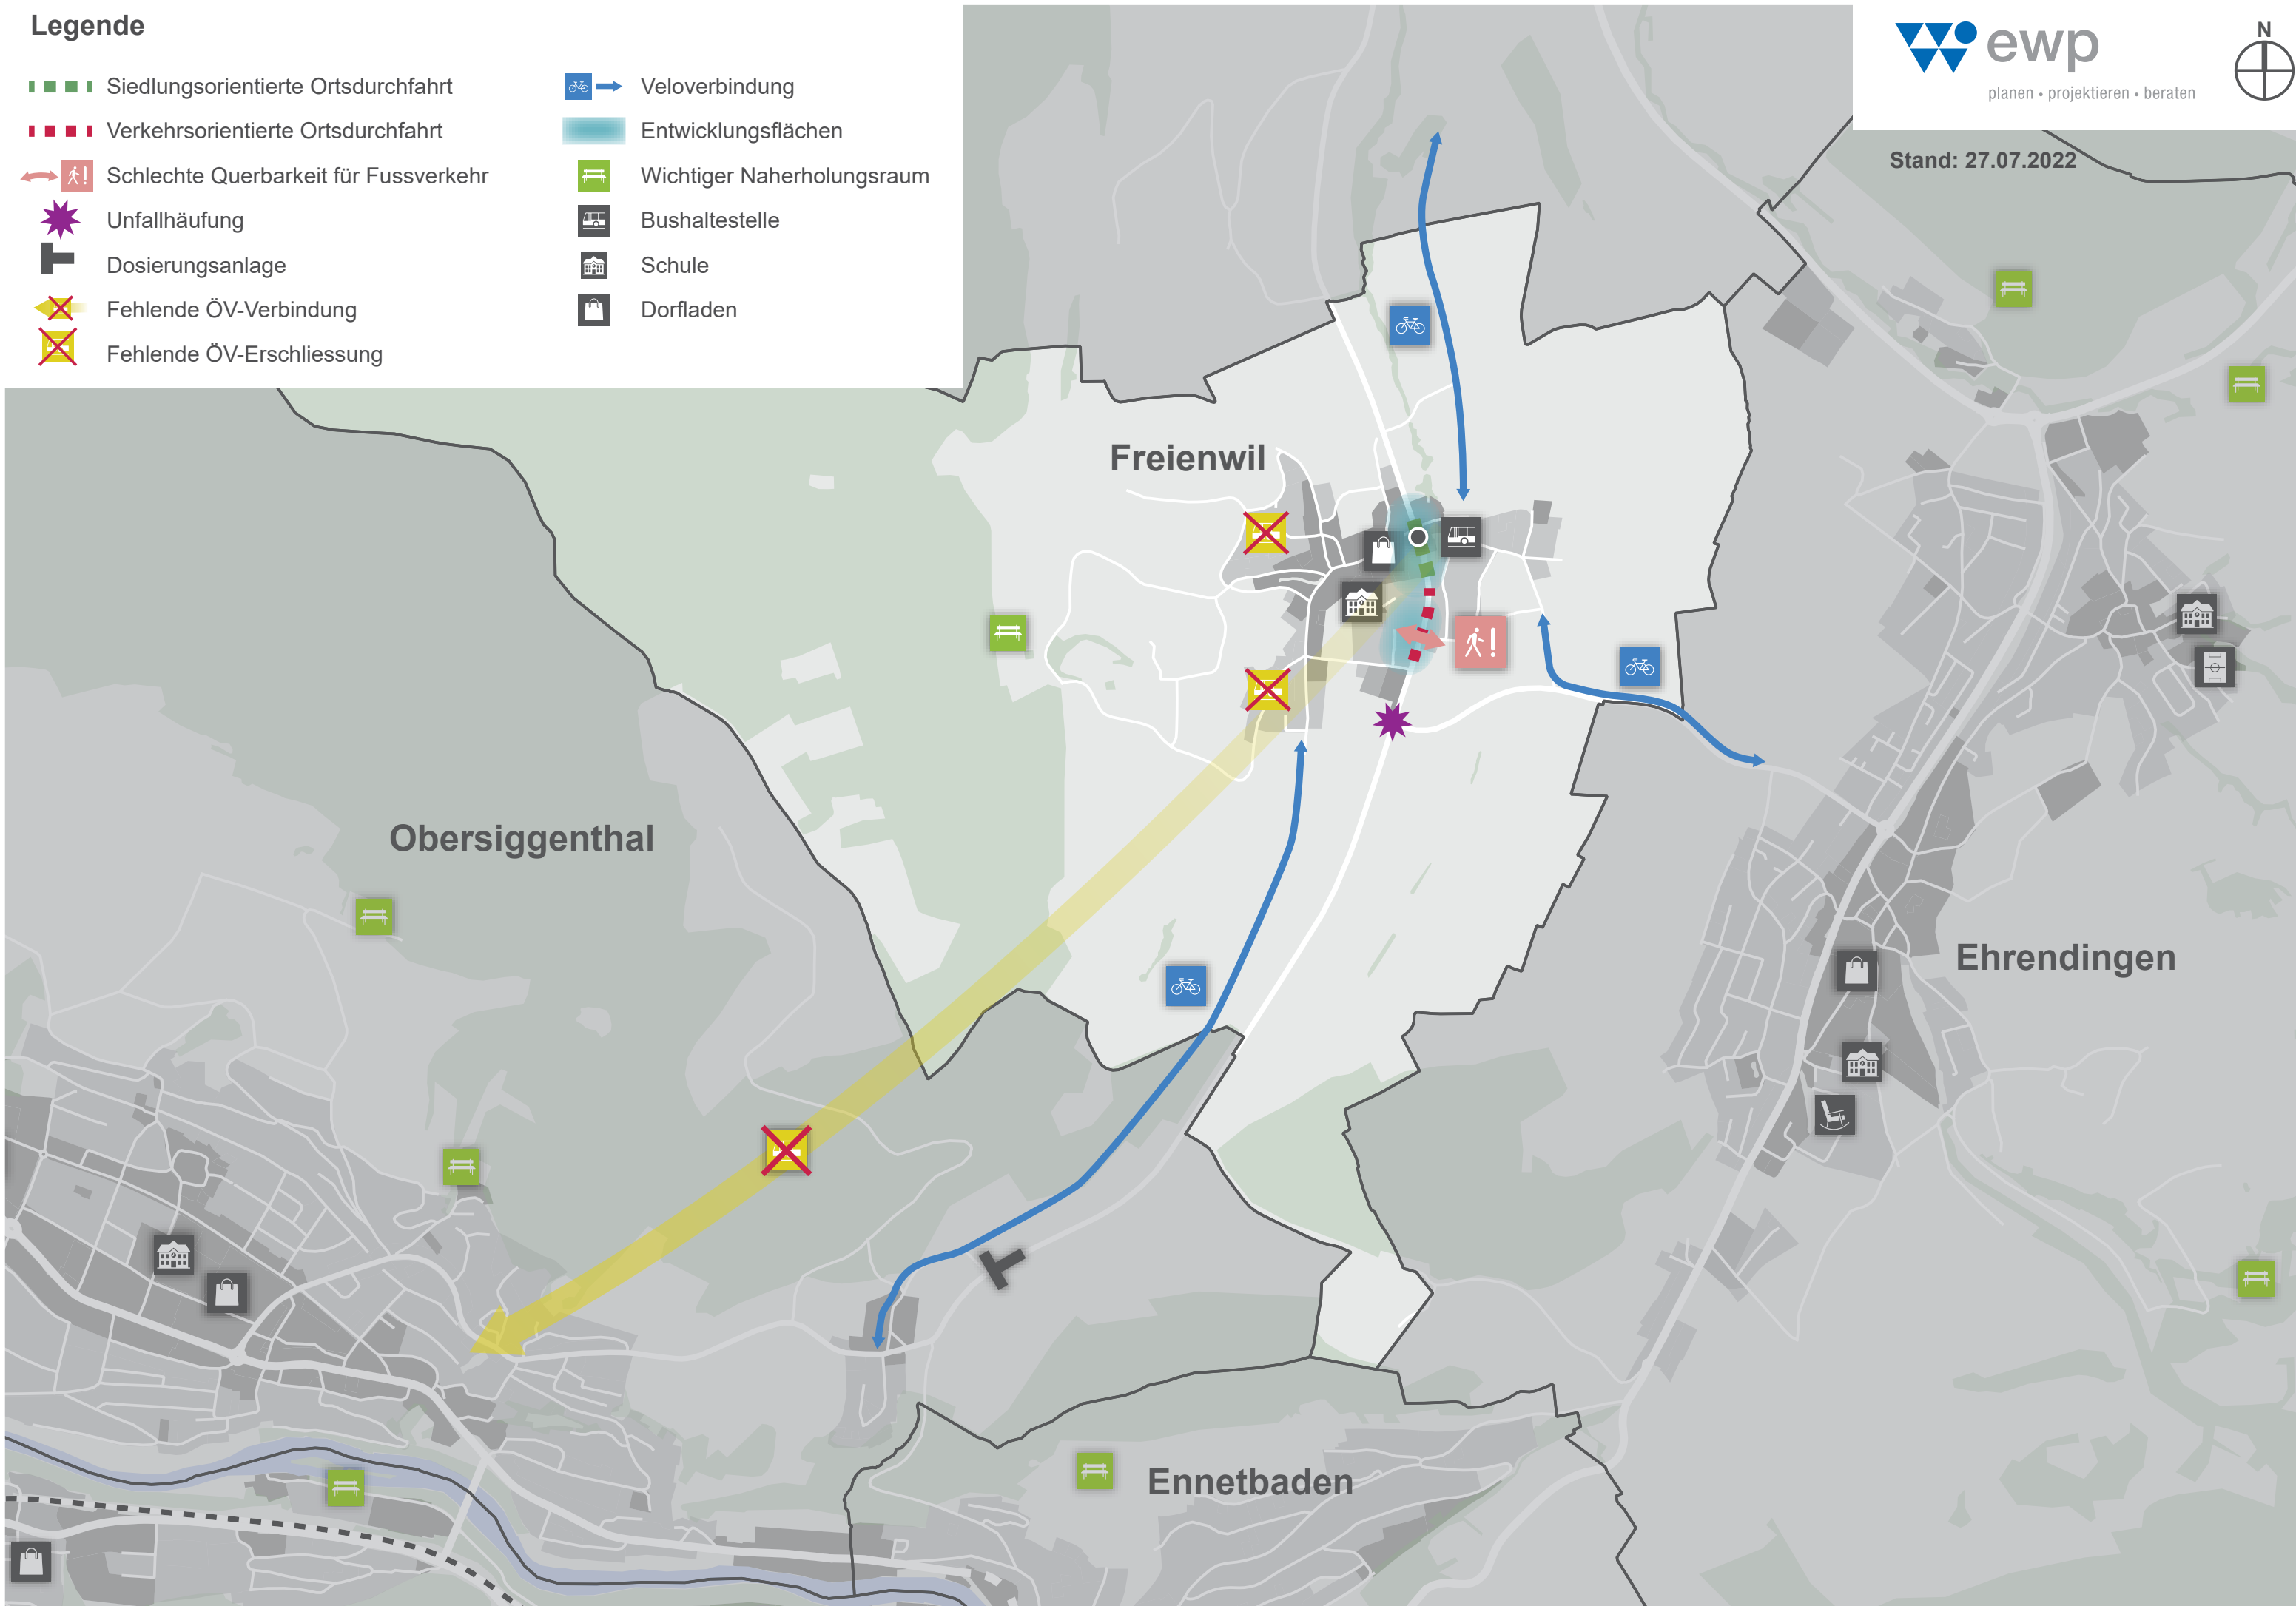 Legende
Siedlungsorientierte Ortsdurchfahrt
Verkehrsorientierte Ortsdurchfahrt
Schlechte Querbarkeit für Fussverkehr
Unfallhäufung
Dosierungsanlage
Fehlende ÖV-Verbindung
Fehlende ÖV-Erschliessung
Veloverbindung
Entwicklungsflächen
Wichtiger Naherholungsraum
Bushaltestelle
Schule
Dorfladen
ewp
planen • projektieren • beraten
N
Stand: 27.07.2022
Freienwil
Obersiggenthal
Ehrendingen
Ennetbaden